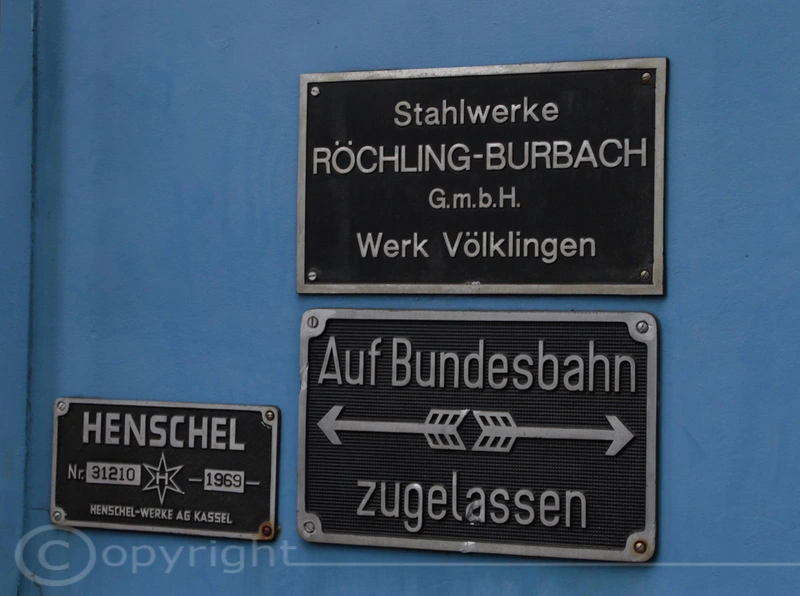 Stahlwerke
RÖCHLING-BURBACH
G.m.b.H.
Werk Völklingen
Auf Bundesbahn
zugelassen
HENSCHEL
Nr. 31210 H -1969-
HENSCHEL-WERKE AG KASSEL
©opyright